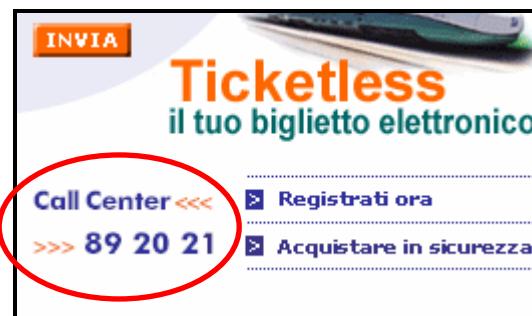 INVIA
Ticketless
il tuo biglietto elettronico
Call Center <<<
>>> 89 20 21
Registrati ora
Acquistare in sicurezza